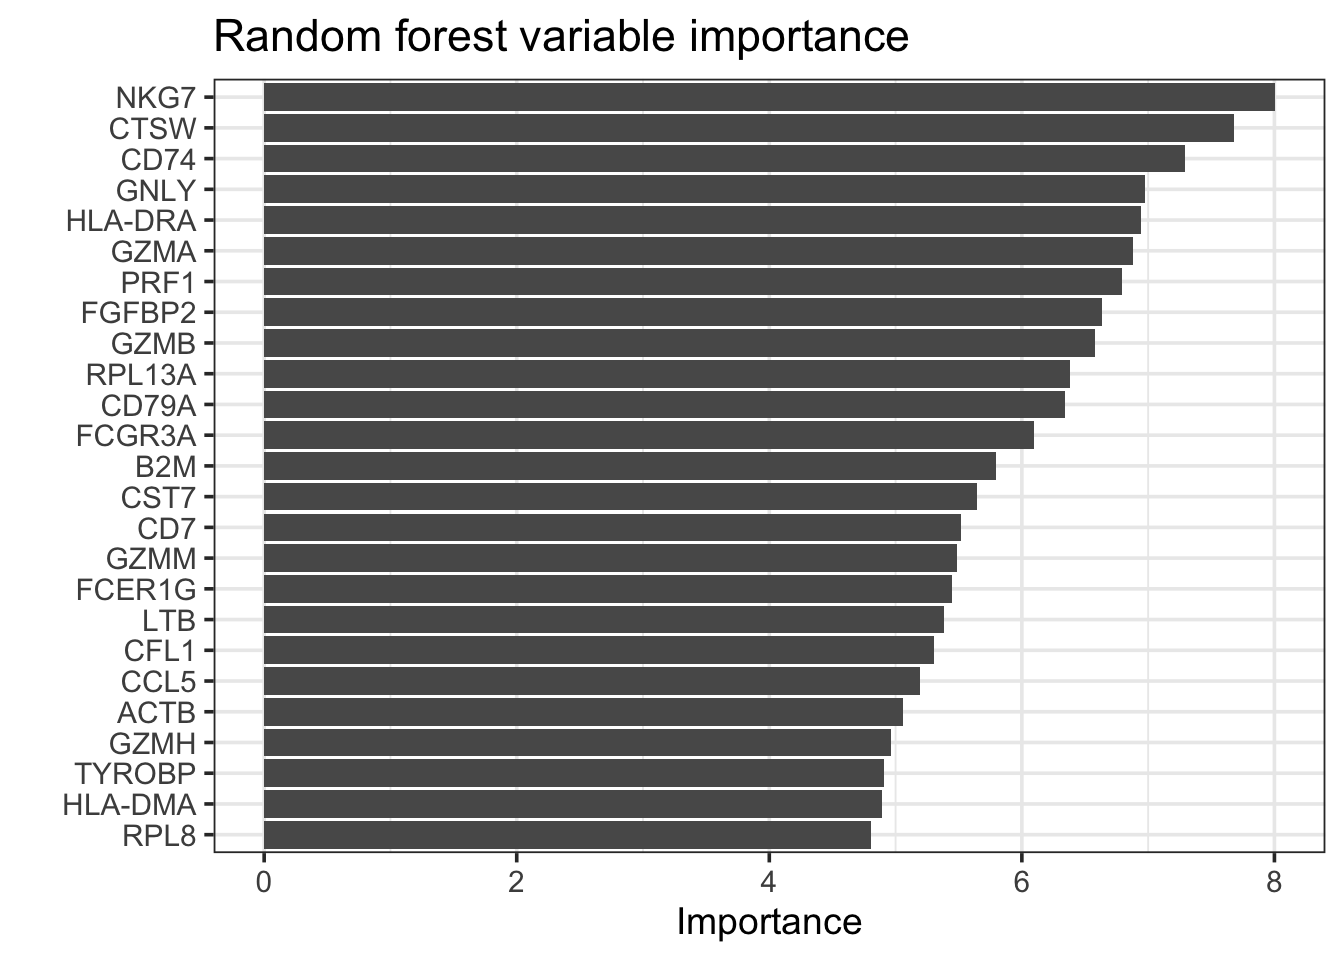 Random forest variable importance
NKG7
CTSW
CD74
GNLY
HLA-DRA
GZMA
PRF1
FGFBP2
GZMB
RPL13A
CD79A
FCGR3A
B2M
CST7
CD7
GZMM
FCER1G
LTB
CFL1
CCL5
ACTB
GZMH
TYROBP
HLA-DMA
RPL8
0 2 4 6 8
Importance